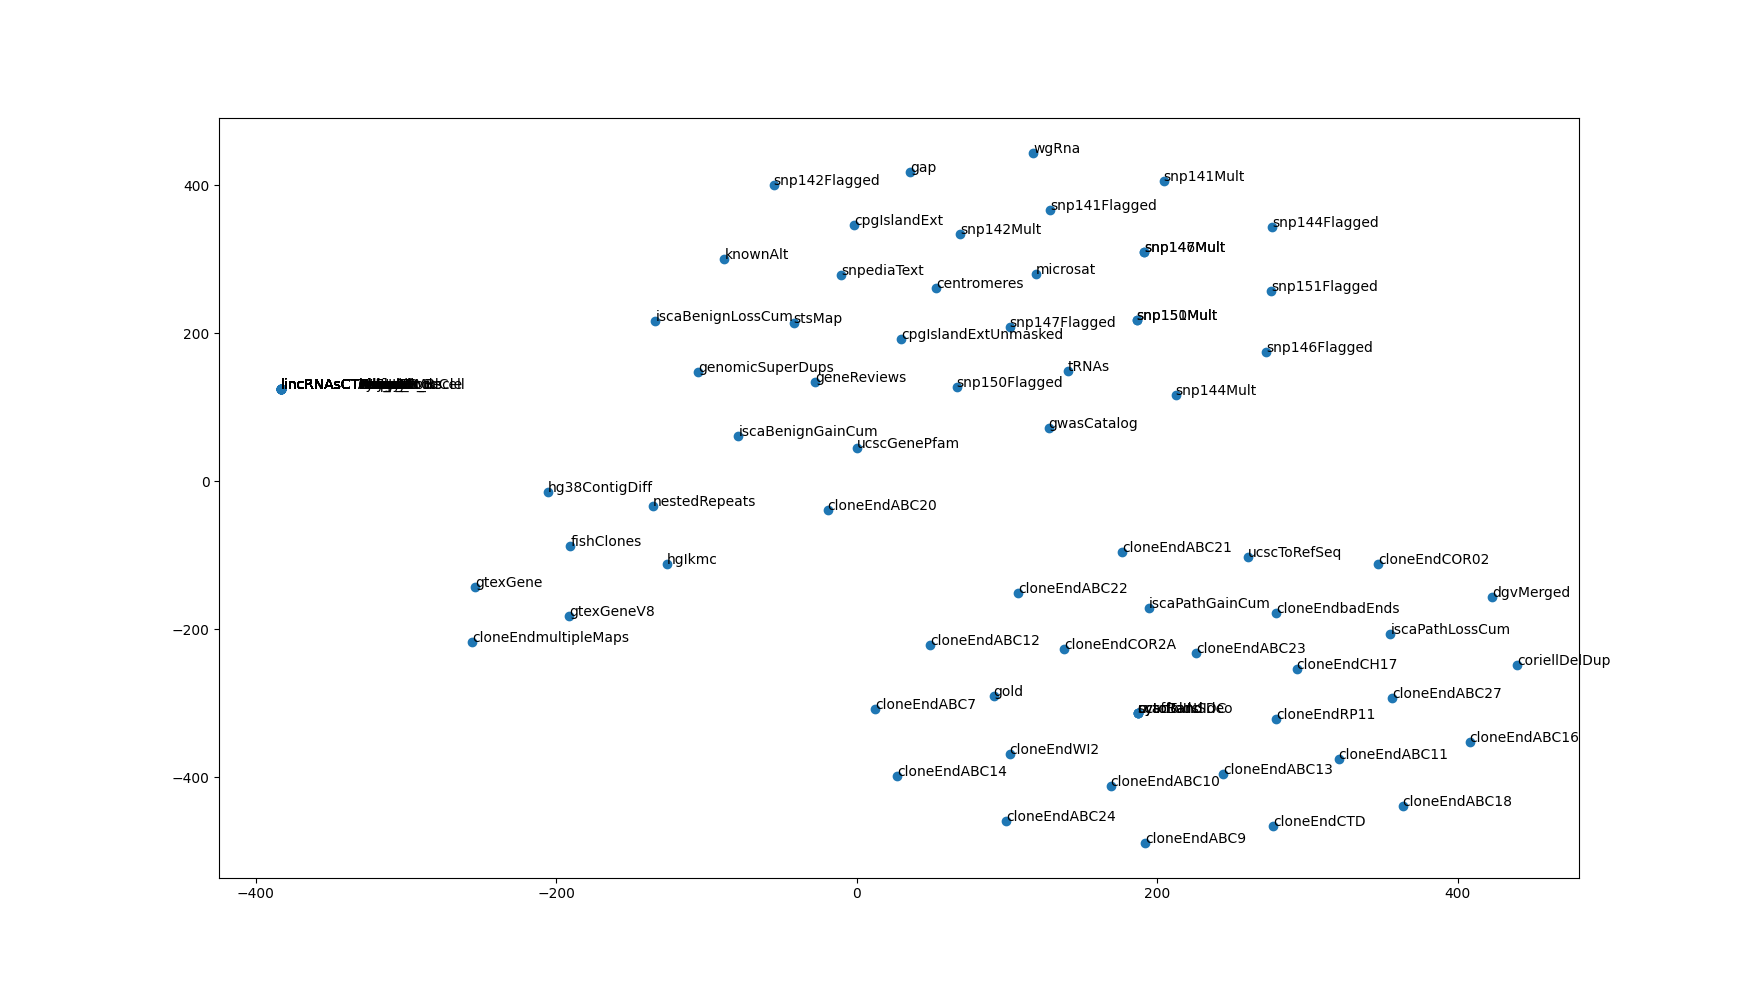 wgRna
gap
snp141Mult
snp142Flagged
400
snp141Flagged
cpgIslandExt
snp144Flagged
snp142Mult
knownAlt
snpediaText
microsat
centromeres
snp151Flagged
iscaBenignLossCum
stsMap
snp147Flagged
200
cpgIslandExtUnmasked
snp146Flagged
genomicSuperDups
tRNAs
geneReviews
snp150Flagged
snp144Mult
gwasCatalog
iscaBenignGainCum
ucscGenePfam
0
hg38ContigDiff
nestedRepeats
cloneEndABC20
fishClones
cloneEndABC21
ucscToRefSeq
hgIkmc
cloneEndCOR02
gtexGene
cloneEndABC22
dgvMerged
gtexGeneV8
iscaPathGainCum
cloneEndbadEnds
−200
cloneEndmultipleMaps
cloneEndABC12
cloneEndCOR2A
cloneEndABC23
iscaPathLossCum
cloneEndCH17
coriellDelDup
gold
cloneEndABC27
cloneEndABC7
cloneEndRP11
cloneEndABC16
cloneEndWI2
cloneEndABC11
−400
cloneEndABC14
cloneEndABC10
cloneEndABC13
cloneEndABC18
cloneEndABC24
cloneEndCTD
cloneEndABC9
−400 −200 0 200 400